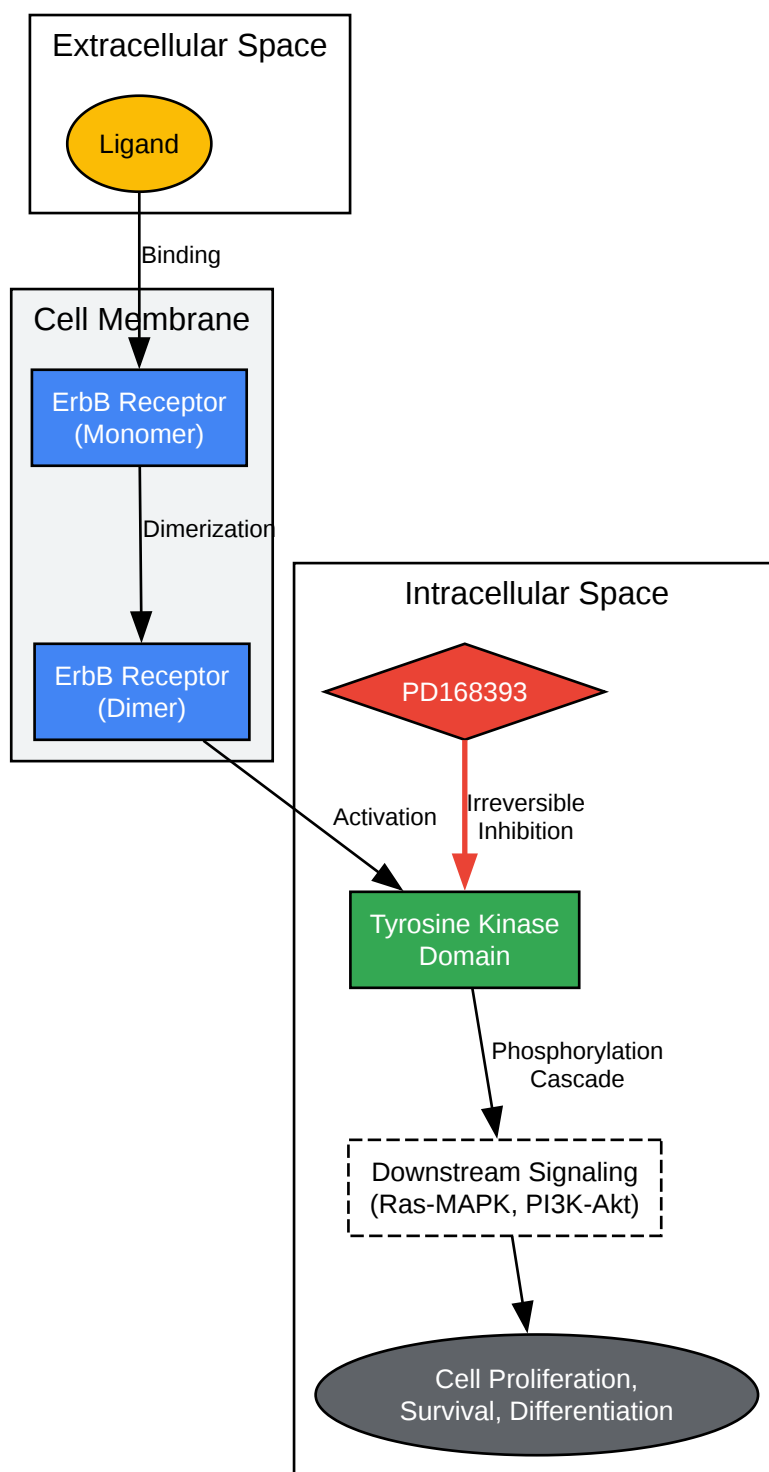 Extracellular Space
Ligand
Binding
Cell Membrane
ErbB Receptor
(Monomer)
Dimerization
ErbB Receptor
(Dimer)
Intracellular Space
PD168393
Activation
Irreversible
Inhibition
Tyrosine Kinase
Domain
Phosphorylation
Cascade
Downstream Signaling
(Ras-MAPK, PI3K-Akt)
Cell Proliferation,
Survival, Differentiation